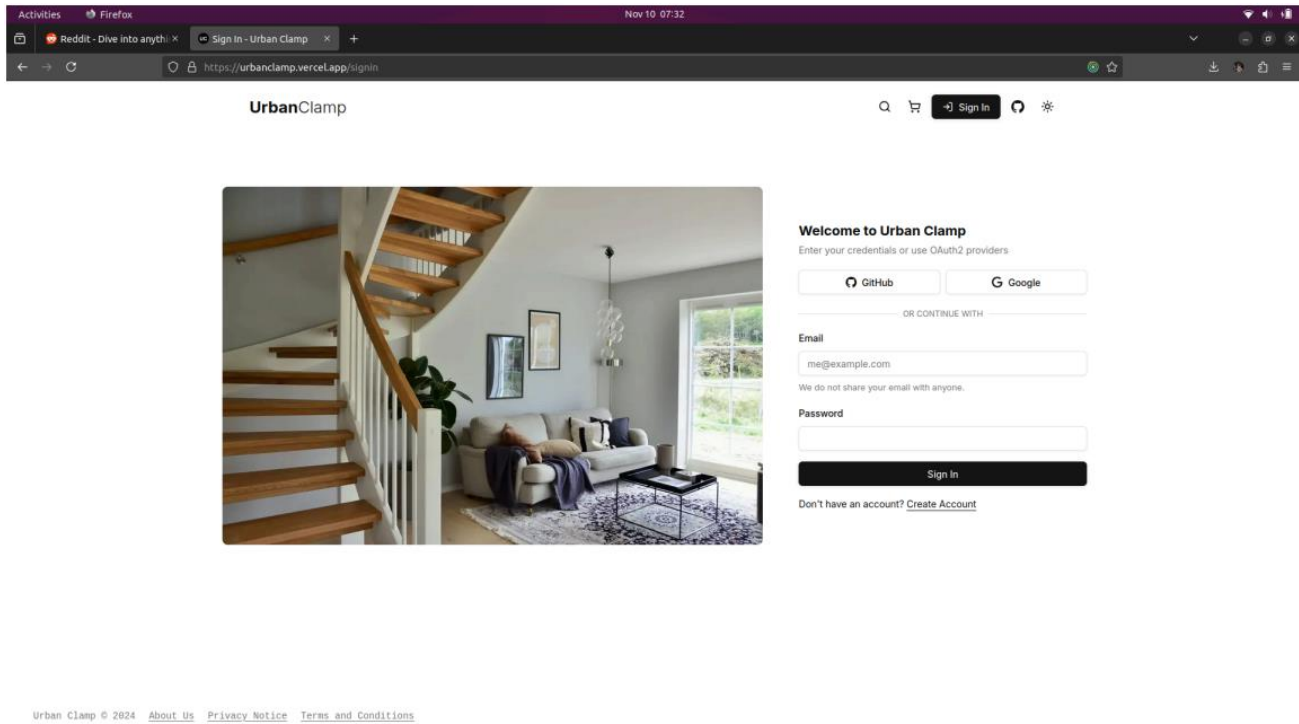 Activities Firefox Nov 10 07:32
Reddit - Dive into anythi Sign In - Urban Clamp
https://urbanclamp.vercel.app/signin
UrbanClamp
Sign In
Welcome to Urban Clamp
Enter your credentials or use OAuth2 providers
GitHub Google
OR CONTINUE WITH
Email
me@example.com
We do not share your email with anyone.
Password
Sign In
Don't have an account? Create Account
Urban Clamp © 2024 About Us Privacy Notice Terms and Conditions